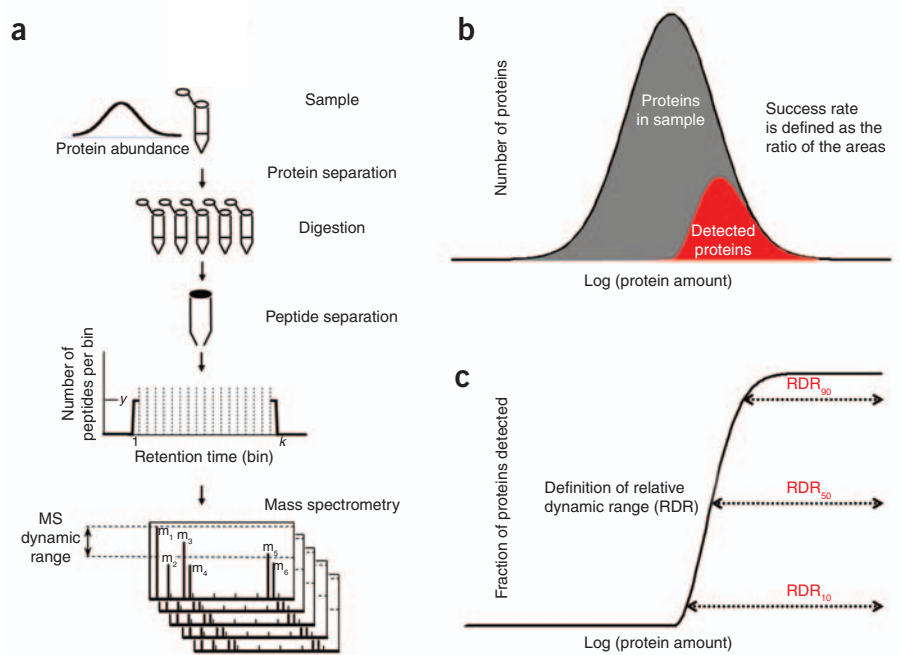 a
Sample
Protein abundance
Protein separation
Digestion
Peptide separation
Number of
peptides per bin
y
1
k
Retention time (bin)
Mass spectrometry
MS
dynamic
range
m1
m2
m3
m4
m5
m6
b
Number of proteins
Proteins
in sample
Success rate
is defined as the
ratio of the areas
Detected
proteins
Log (protein amount)
c
Fraction of proteins detected
RDR90
Definition of relative
dynamic range (RDR)
RDR50
RDR10
Log (protein amount)